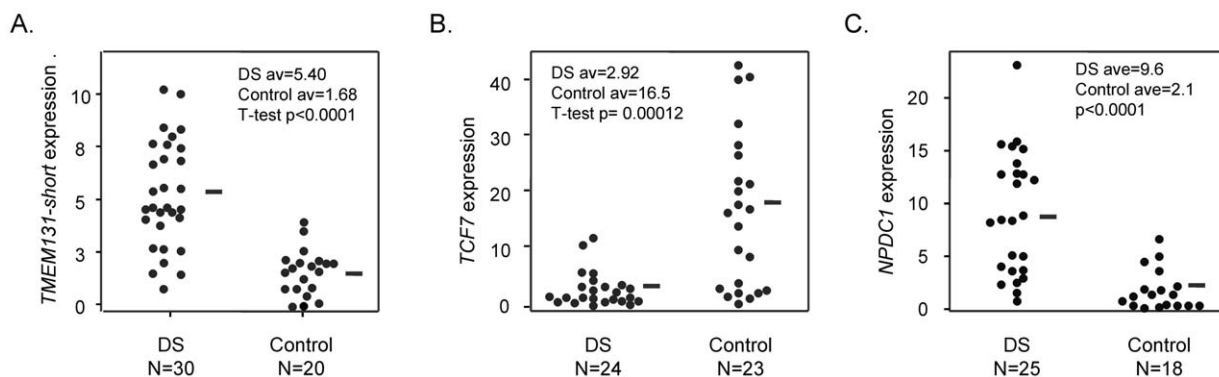 A.
TMEM131-short expression .
10
8
5
3
0
DS av=5.40
Control av=1.68
T-test p<0.0001
DS
N=30
Control
N=20
B.
TCF7 expression
40
30
20
10
0
DS av=2.92
Control av=16.5
T-test p= 0.00012
DS
N=24
Control
N=23
C.
NPDC1 expression
20
15
10
5
0
DS ave=9.6
Control ave=2.1
p<0.0001
DS
N=25
Control
N=18